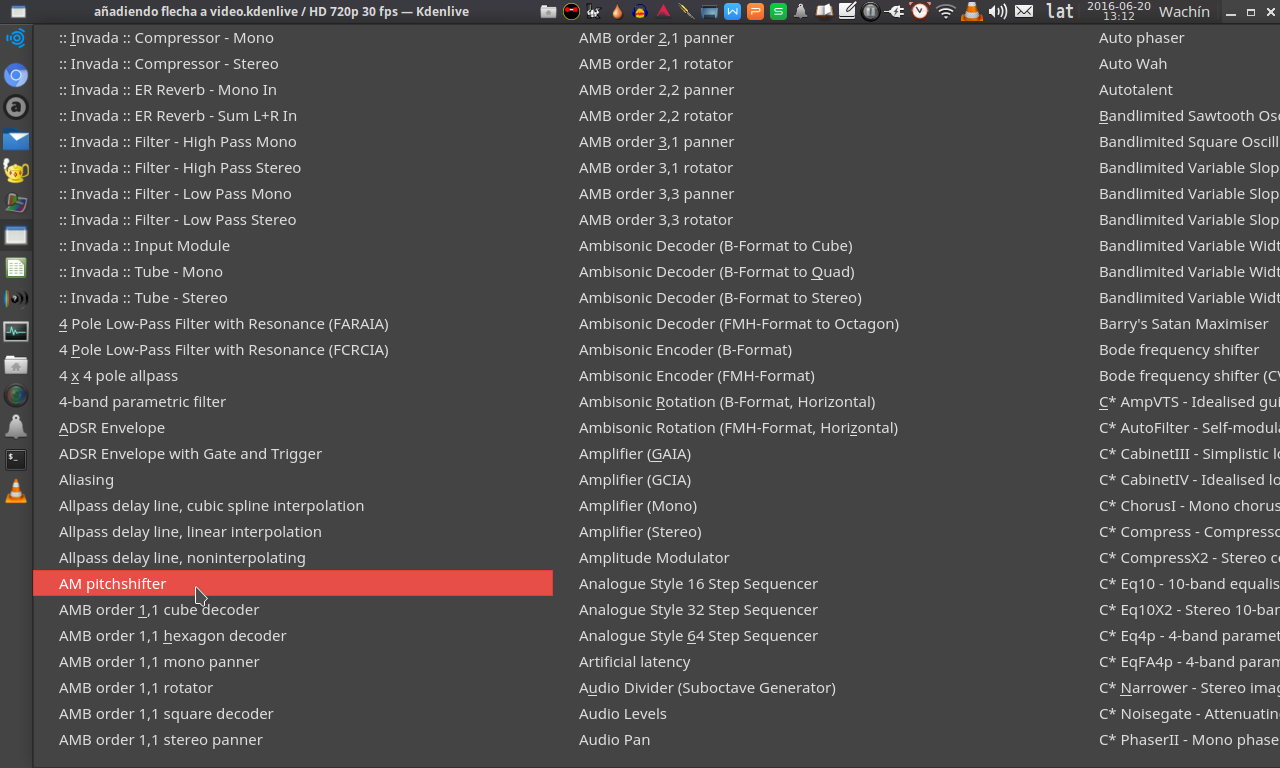 añadiendo flecha a video.kdenlive / HD 720p 30 fps — Kdenlive
lat
2016-06-20
13:12
Wachín
:: Invada :: Compressor - Mono
:: Invada :: Compressor - Stereo
:: Invada :: ER Reverb - Mono In
:: Invada :: ER Reverb - Sum L+R In
:: Invada :: Filter - High Pass Mono
:: Invada :: Filter - High Pass Stereo
:: Invada :: Filter - Low Pass Mono
:: Invada :: Filter - Low Pass Stereo
:: Invada :: Input Module
:: Invada :: Tube - Mono
:: Invada :: Tube - Stereo
4 Pole Low-Pass Filter with Resonance (FARAIA)
4 Pole Low-Pass Filter with Resonance (FCRCIA)
4 x 4 pole allpass
4-band parametric filter
ADSR Envelope
ADSR Envelope with Gate and Trigger
Aliasing
Allpass delay line, cubic spline interpolation
Allpass delay line, linear interpolation
Allpass delay line, noninterpolating
AM pitchshifter
AMB order 1,1 cube decoder
AMB order 1,1 hexagon decoder
AMB order 1,1 mono panner
AMB order 1,1 rotator
AMB order 1,1 square decoder
AMB order 1,1 stereo panner
AMB order 2,1 panner
AMB order 2,1 rotator
AMB order 2,2 panner
AMB order 2,2 rotator
AMB order 3,1 panner
AMB order 3,1 rotator
AMB order 3,3 panner
AMB order 3,3 rotator
Ambisonic Decoder (B-Format to Cube)
Ambisonic Decoder (B-Format to Quad)
Ambisonic Decoder (B-Format to Stereo)
Ambisonic Decoder (FMH-Format to Octagon)
Ambisonic Encoder (B-Format)
Ambisonic Encoder (FMH-Format)
Ambisonic Rotation (B-Format, Horizontal)
Ambisonic Rotation (FMH-Format, Horizontal)
Amplifier (GAIA)
Amplifier (GCIA)
Amplifier (Mono)
Amplifier (Stereo)
Amplitude Modulator
Analogue Style 16 Step Sequencer
Analogue Style 32 Step Sequencer
Analogue Style 64 Step Sequencer
Artificial latency
Audio Divider (Suboctave Generator)
Audio Levels
Audio Pan
Auto phaser
Auto Wah
Autotalent
Bandlimited Sawtooth Osc
Bandlimited Square Oscill
Bandlimited Variable Slop
Bandlimited Variable Slop
Bandlimited Variable Slop
Bandlimited Variable Widt
Bandlimited Variable Widt
Bandlimited Variable Widt
Barry's Satan Maximiser
Bode frequency shifter
Bode frequency shifter (CV
C* AmpVTS - Idealised gui
C* AutoFilter - Self-modula
C* CabinetIII - Simplistic lo
C* CabinetIV - Idealised lo
C* ChorusI - Mono chorus
C* Compress - Compresso
C* CompressX2 - Stereo co
C* Eq10 - 10-band equalis
C* Eq10X2 - Stereo 10-ban
C* Eq4p - 4-band paramet
C* EqFA4p - 4-band param
C* Narrower - Stereo imag
C* Noisegate - Attenuatin
C* PhaserII - Mono phase